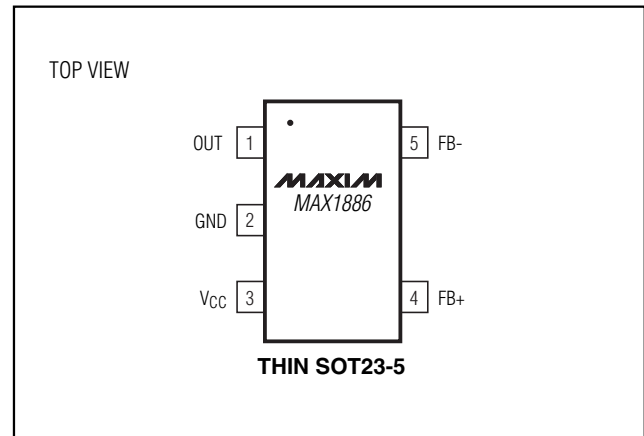 TOP VIEW
OUT 1
5 FB-
MAXIM
MAX1886
GND 2
VCC 3
4 FB+
THIN SOT23-5